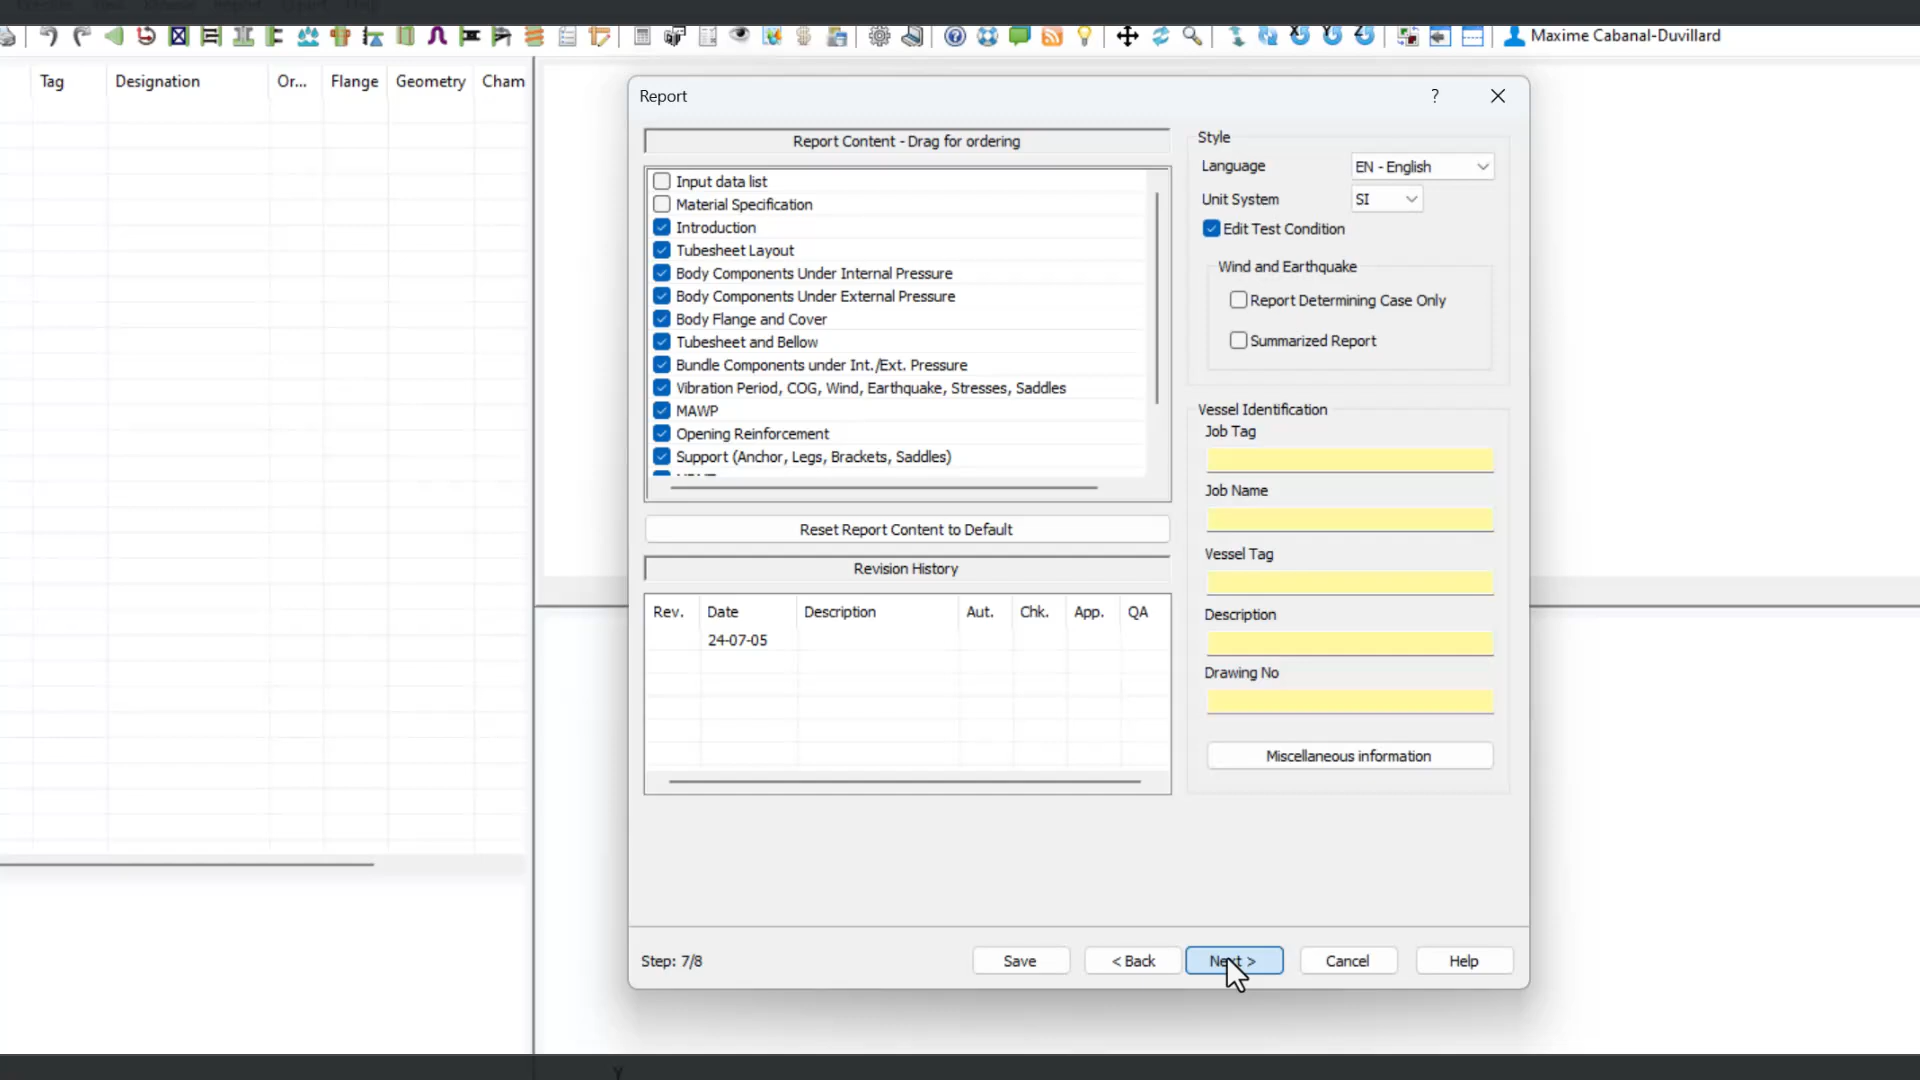 Maxime Cabanal-Duvillard
Tag Designation Or... Flange Geometry Cham
Report
?
Report Content - Drag for ordering
Input data list
Material Specification
Introduction
Tubesheet Layout
Body Components Under Internal Pressure
Body Components Under External Pressure
Body Flange and Cover
Tubesheet and Bellow
Bundle Components under Int./Ext. Pressure
Vibration Period, COG, Wind, Earthquake, Stresses, Saddles
MAWP
Opening Reinforcement
Support (Anchor, Legs, Brackets, Saddles)
Reset Report Content to Default
Revision History
Rev. Date Description Aut. Chk. App. QA
24-07-05
Style
Language EN - English
Unit System SI
Edit Test Condition
Wind and Earthquake
Report Determining Case Only
Summarized Report
Vessel Identification
Job Tag
Job Name
Vessel Tag
Description
Drawing No
Miscellaneous information
Step: 7/8
Save
< Back
Next >
Cancel
Help